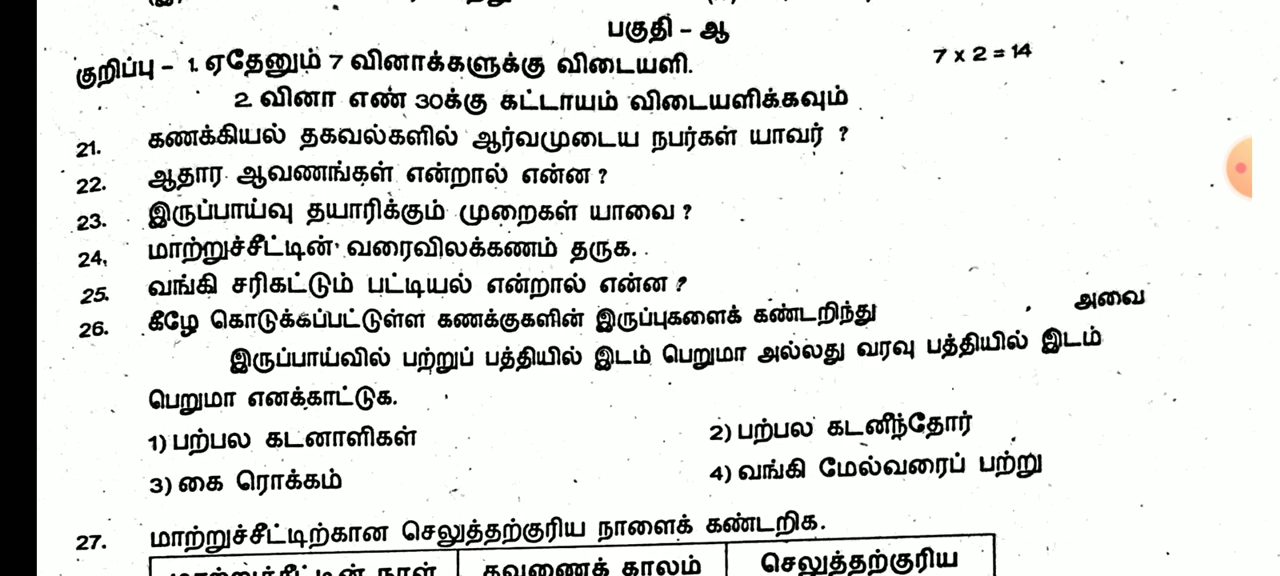 பகுதி – ஆ
குறிப்பு – 1. ஏதேனும் 7 வினாக்களுக்கு விடையளி. 7 x 2 = 14
2. வினா எண் 30க்கு கட்டாயம் விடையளிக்கவும்
21. கணக்கியல் தகவல்களில் ஆர்வமுடைய நபர்கள் யாவர் ?
22. ஆதார ஆவணங்கள் என்றால் என்ன ?
23. இருப்பாய்வு தயாரிக்கும் முறைகள் யாவை ?
24. மாற்றுச்சீட்டின் வரைவிலக்கணம் தருக.
25. வங்கி சரிகட்டும் பட்டியல் என்றால் என்ன ?
26. கீழே கொடுக்கப்பட்டுள்ள கணக்குகளின் இருப்புகளைக் கண்டறிந்து அவை
இருப்பாய்வில் பற்றுப் பத்தியில் இடம் பெறுமா அல்லது வரவு பத்தியில் இடம்
பெறுமா எனக்காட்டுக.
1) பற்பல கடனாளிகள் 2) பற்பல கடனீந்தோர்
3) கை ரொக்கம் 4) வங்கி மேல்வரைப் பற்று
27. மாற்றுச்சீட்டிற்கான செலுத்தற்குரிய நாளைக் கண்டறிக.
மாற்றுச்சீட்டின் நாள் தவணைக் காலம் செலுத்தற்குரிய